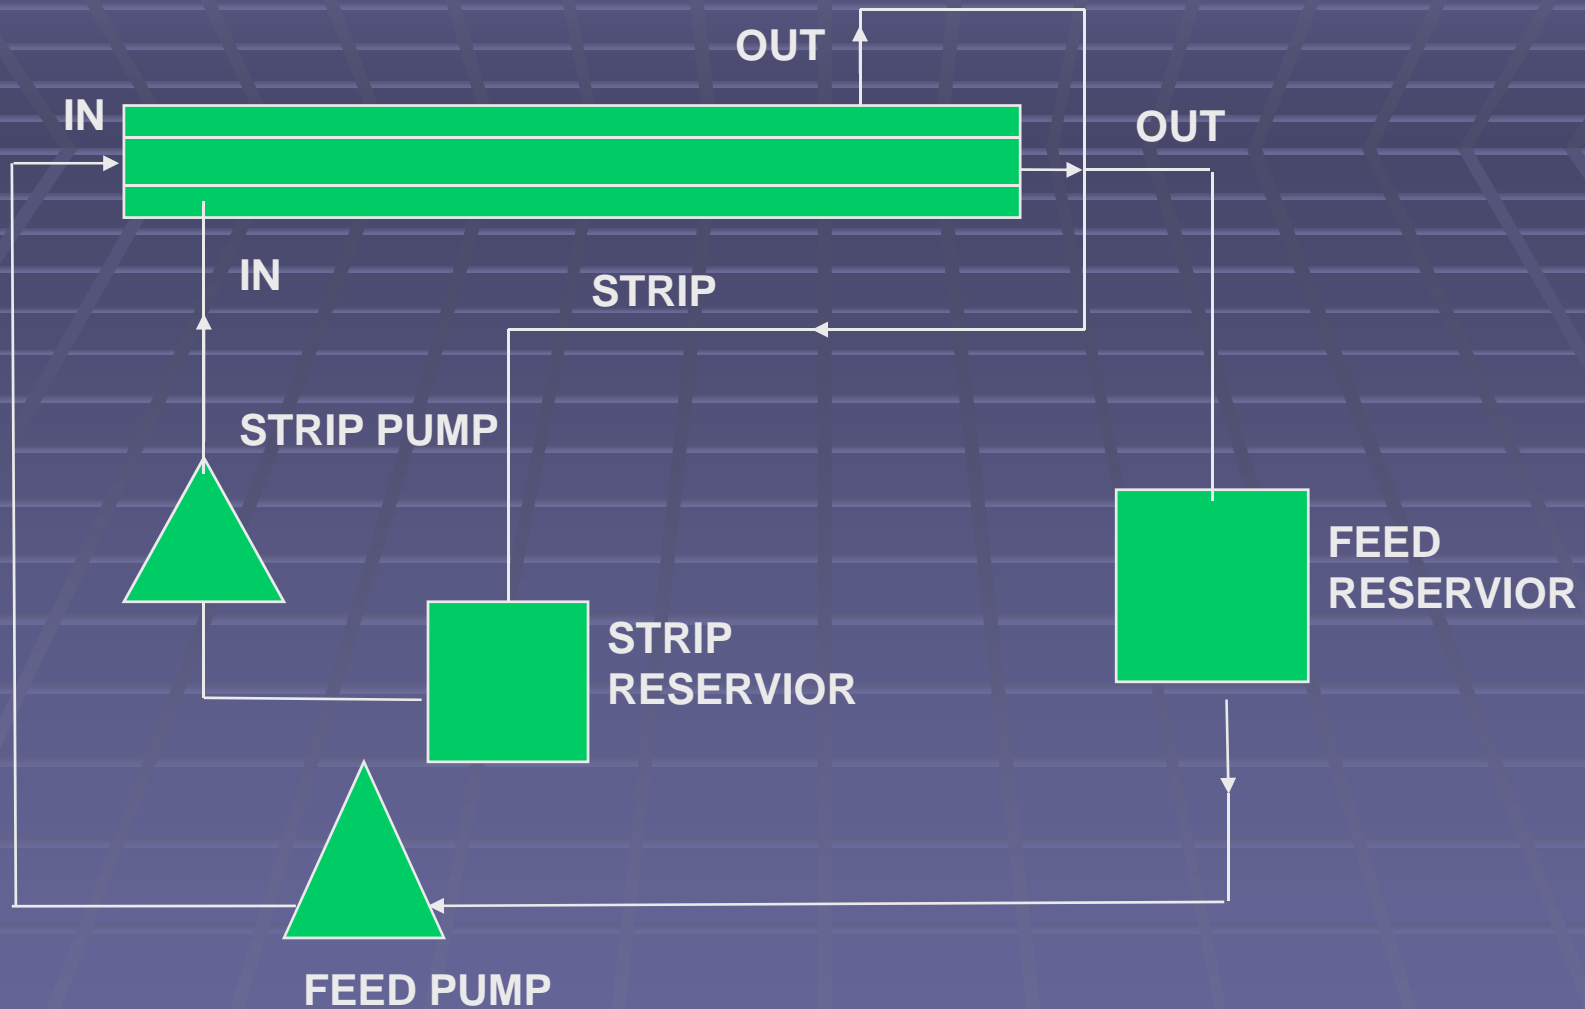 OUT
IN
OUT
IN
STRIP
STRIP PUMP
FEED
RESERVIOR
STRIP
RESERVIOR
FEED PUMP